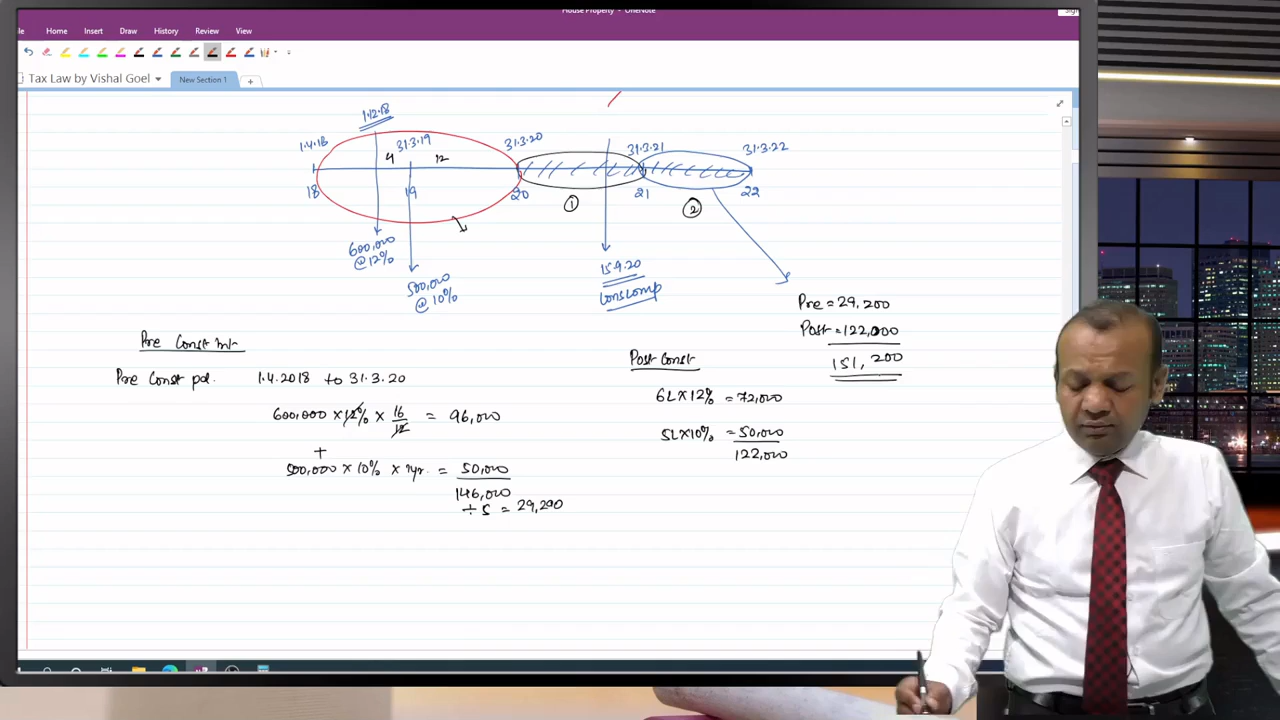 House Property - OneNote
Sign
le Home Insert Draw History Review View
Tax Law by Vishal Goel New Section 1 +
1.12.18
1.4.18 31.3.19 31.3.20 31.3.21 31.3.22
4 12
18 19 20 21 22
① ②
600,000
@ 12%
500,000
@ 10%
15.9.20
Cons comp
Pre = 29,200
Post = 122,000
151,200
Pre Const Int
Pre Const pd. 1.4.2018 to 31.3.20
600,000 × 12% × 16/12 = 96,000
+
500,000 × 10% × 1yr. = 50,000
146,000
÷ 5 = 29,200
Post Const
6L×12% = 72,000
5L×10% = 50,000
122,000